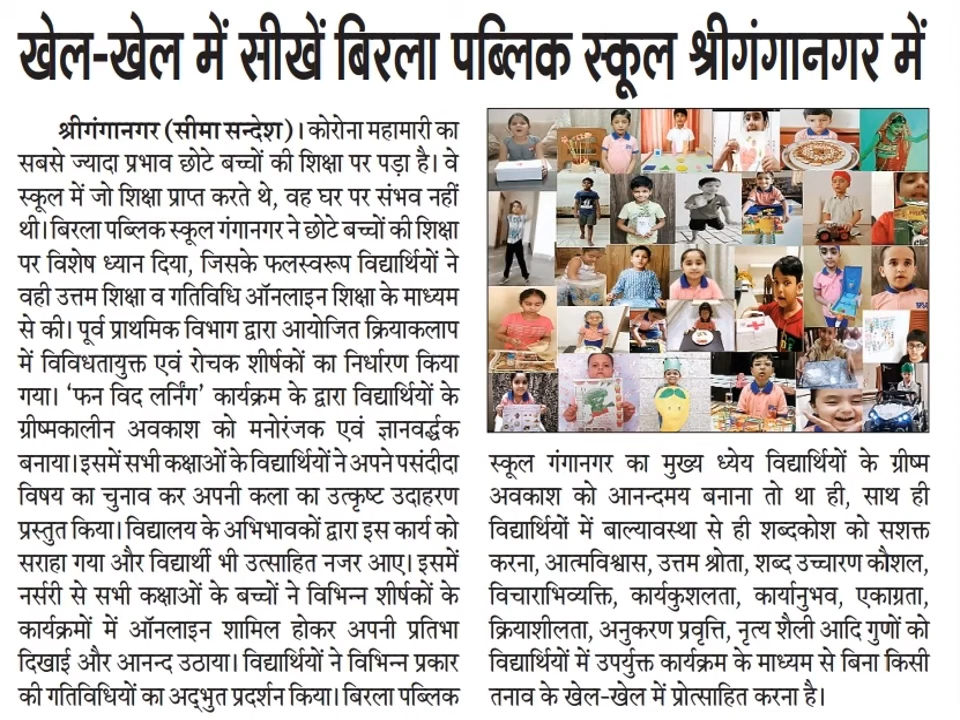 खेल-खेल में सीखें बिरला पब्लिक स्कूल श्रीगंगानगर में
श्रीगंगानगर (सीमा सन्देश)। कोरोना महामारी का
सबसे ज्यादा प्रभाव छोटे बच्चों की शिक्षा पर पड़ा है। वे
स्कूल में जो शिक्षा प्राप्त करते थे, वह घर पर संभव नहीं
थी। बिरला पब्लिक स्कूल गंगानगर ने छोटे बच्चों की शिक्षा
पर विशेष ध्यान दिया, जिसके फलस्वरूप विद्यार्थियों ने
वही उत्तम शिक्षा व गतिविधि ऑनलाइन शिक्षा के माध्यम
से की। पूर्व प्राथमिक विभाग द्वारा आयोजित क्रियाकलाप
में विविधतायुक्त एवं रोचक शीर्षकों का निर्धारण किया
गया। ‘फन विद लर्निंग’ कार्यक्रम के द्वारा विद्यार्थियों के
ग्रीष्मकालीन अवकाश को मनोरंजक एवं ज्ञानवर्द्धक
बनाया। इसमें सभी कक्षाओं के विद्यार्थियों ने अपने पसंदीदा
विषय का चुनाव कर अपनी कला का उत्कृष्ट उदाहरण
प्रस्तुत किया। विद्यालय के अभिभावकों द्वारा इस कार्य को
सराहा गया और विद्यार्थी भी उत्साहित नजर आए। इसमें
नर्सरी से सभी कक्षाओं के बच्चों ने विभिन्न शीर्षकों के
कार्यक्रमों में ऑनलाइन शामिल होकर अपनी प्रतिभा
दिखाई और आनन्द उठाया। विद्यार्थियों ने विभिन्न प्रकार
की गतिविधियों का अद्‌भुत प्रदर्शन किया। बिरला पब्लिक
स्कूल गंगानगर का मुख्य ध्येय विद्यार्थियों के ग्रीष्म
अवकाश को आनन्दमय बनाना तो था ही, साथ ही
विद्यार्थियों में बाल्यावस्था से ही शब्दकोश को सशक्त
करना, आत्मविश्वास, उत्तम श्रोता, शब्द उच्चारण कौशल,
विचाराभिव्यक्ति, कार्यकुशलता, कार्यानुभव, एकाग्रता,
क्रियाशीलता, अनुकरण प्रवृत्ति, नृत्य शैली आदि गुणों को
विद्यार्थियों में उपर्युक्त कार्यक्रम के माध्यम से बिना किसी
तनाव के खेल-खेल में प्रोत्साहित करना है।